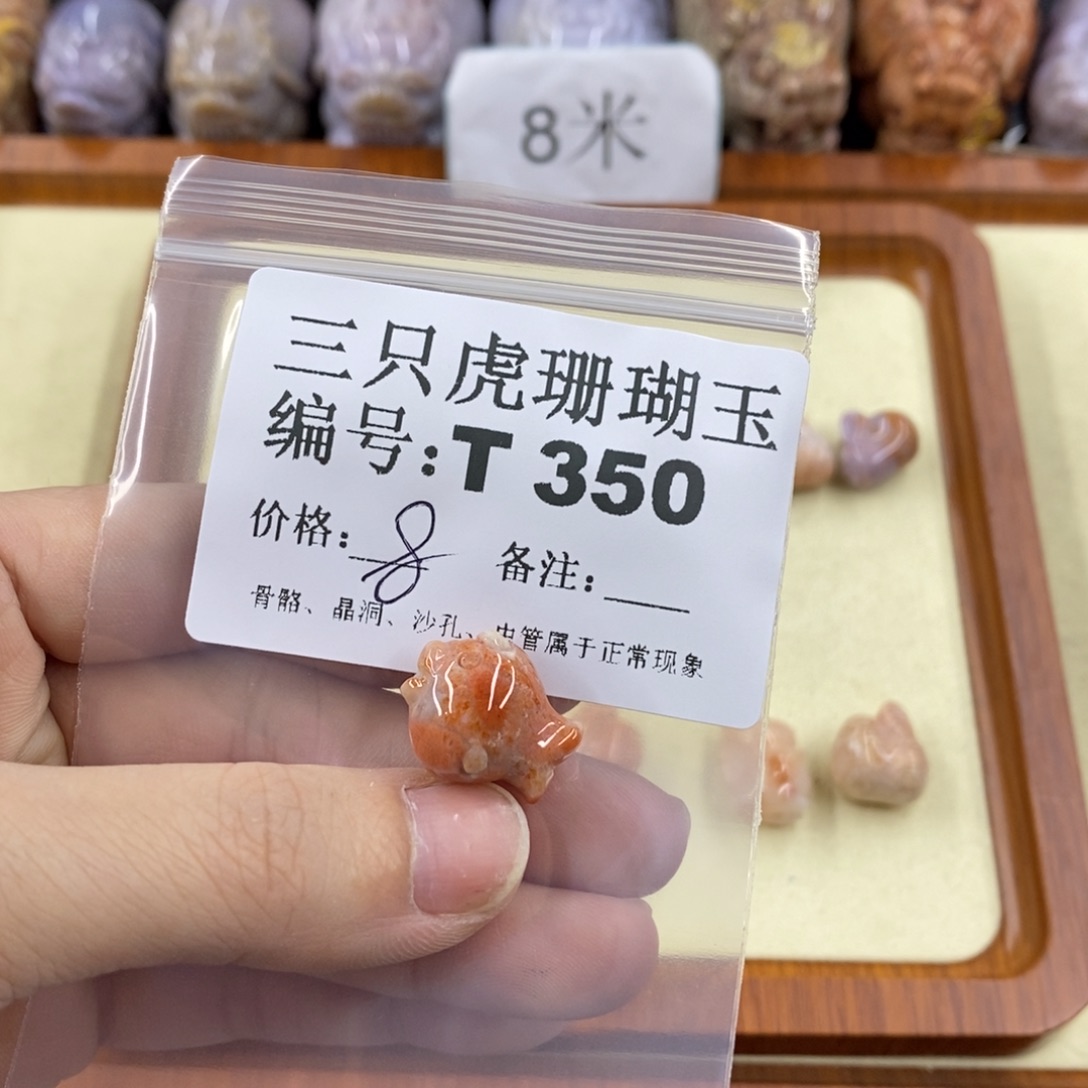 8米
三只虎珊瑚玉
编号:T 350
价格: 8 备注:
骨骼、晶洞、沙孔、虫管属于正常现象